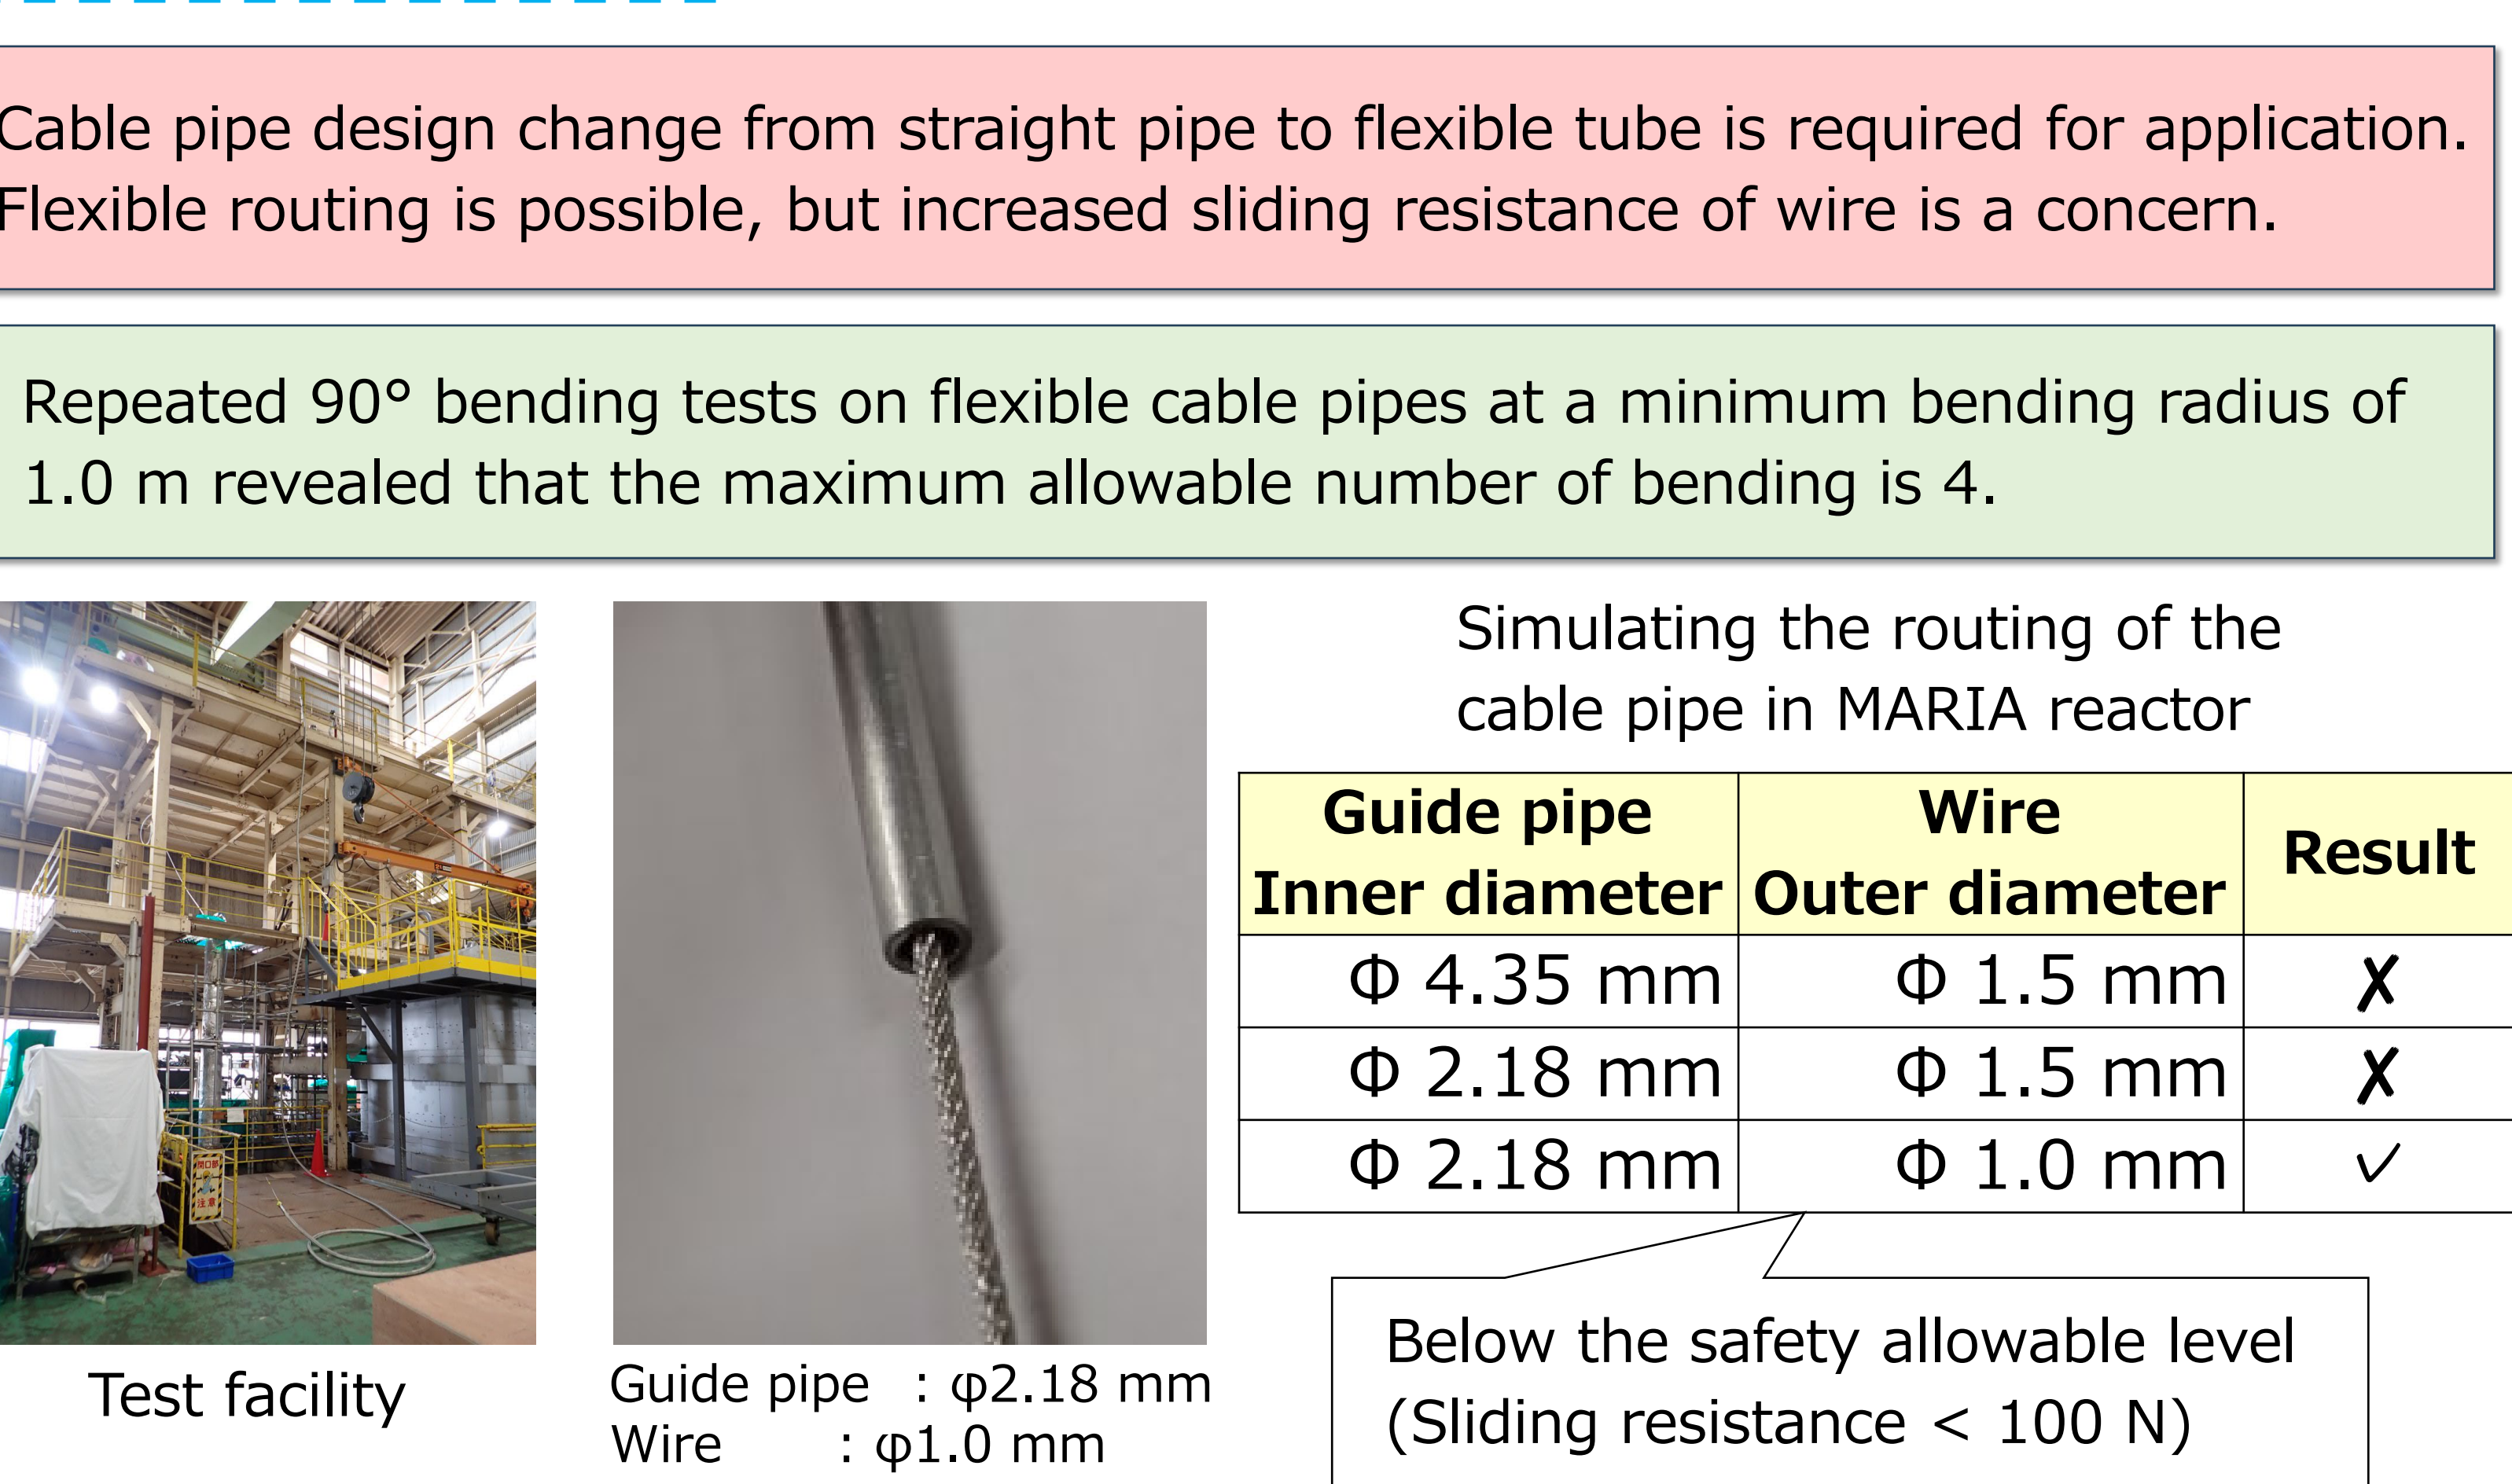 Cable pipe design change from straight pipe to flexible tube is required for application.
Flexible routing is possible, but increased sliding resistance of wire is a concern.
Repeated 90° bending tests on flexible cable pipes at a minimum bending radius of
1.0 m revealed that the maximum allowable number of bending is 4.
開口部
注意
Test facility
Guide pipe : φ2.18 mm
Wire : φ1.0 mm
Simulating the routing of the
cable pipe in MARIA reactor
Guide pipe Inner diameter Wire Outer diameter Result
Φ 4.35 mm Φ 1.5 mm ✗
Φ 2.18 mm Φ 1.5 mm ✗
Φ 2.18 mm Φ 1.0 mm ✓
Below the safety allowable level
(Sliding resistance < 100 N)